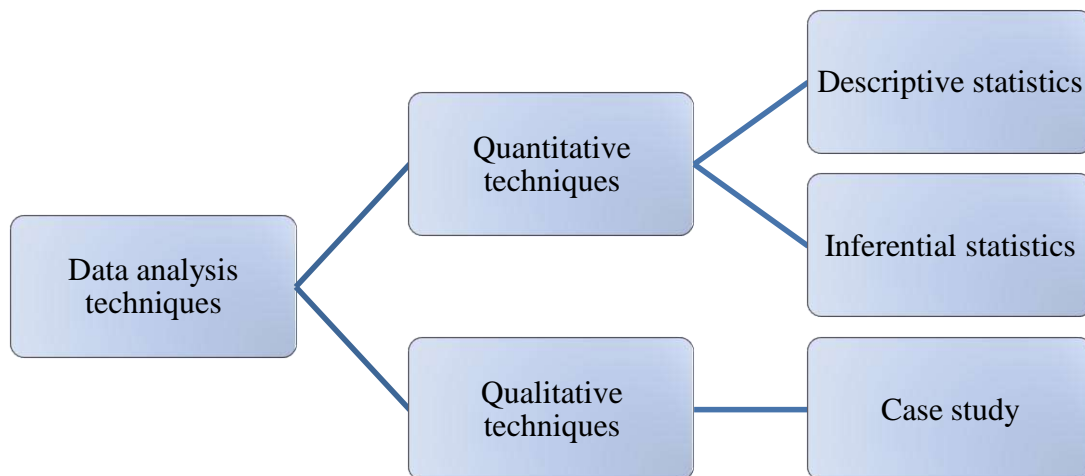 Descriptive statistics
Quantitative
techniques
Inferential statistics
Data analysis
techniques
Qualitative
techniques
Case study